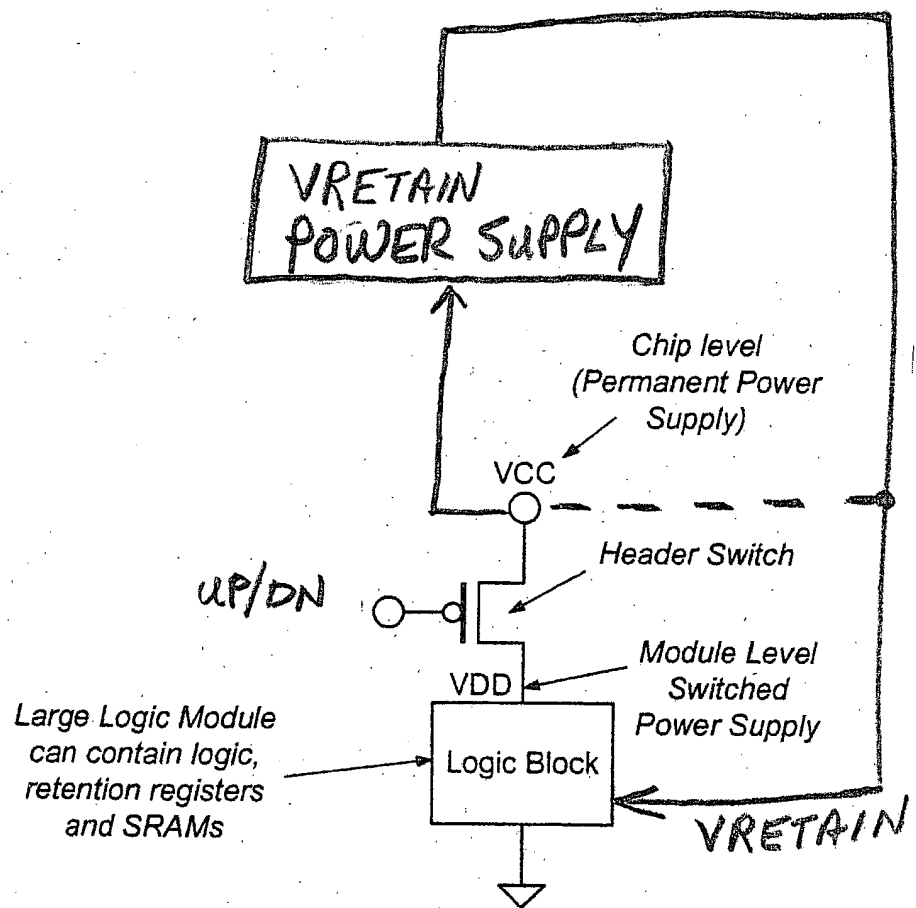 VRETAIN
POWER SUPPLY
Chip level
(Permanent Power
Supply)
VCC
Header Switch
UP/DN
Module Level
Switched
Power Supply
VDD
Large Logic Module
can contain logic,
retention registers
and SRAMs
Logic Block
VRETAIN